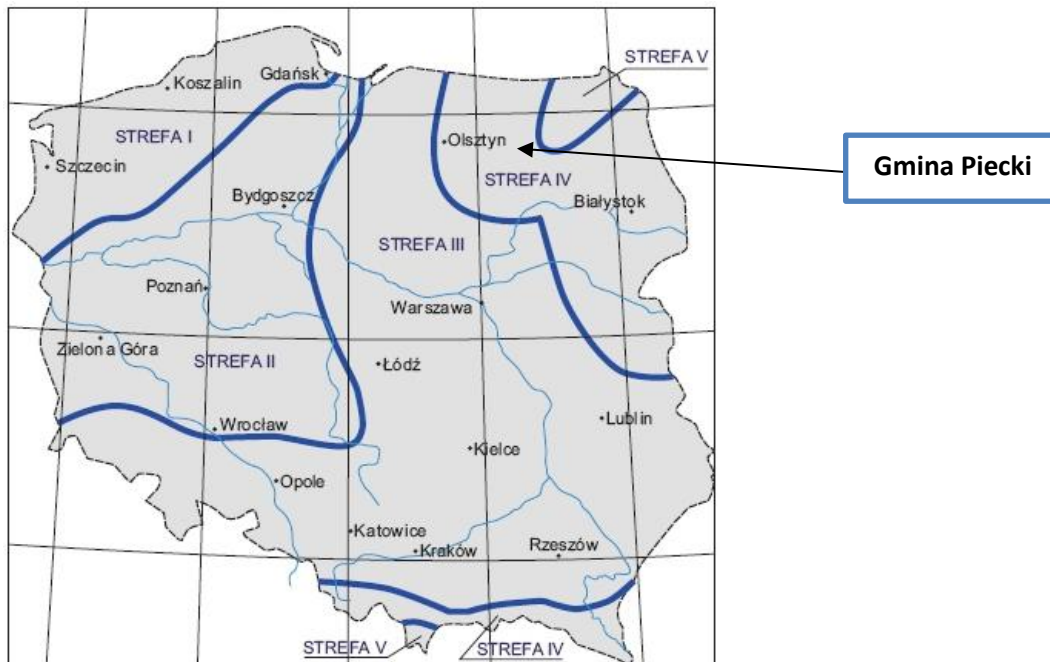 STREFA V
Gdańsk
Koszalin
STREFA I
Olsztyn
Szczecin
Gmina Piecki
STREFA IV
Bydgoszcz
Białystok
STREFA III
Poznań
Warszawa
Zielona Góra
STREFA II
Łódź
Lublin
Wrocław
Kielce
Opole
Katowice
Kraków
Rzeszów
STREFA V
STREFA IV